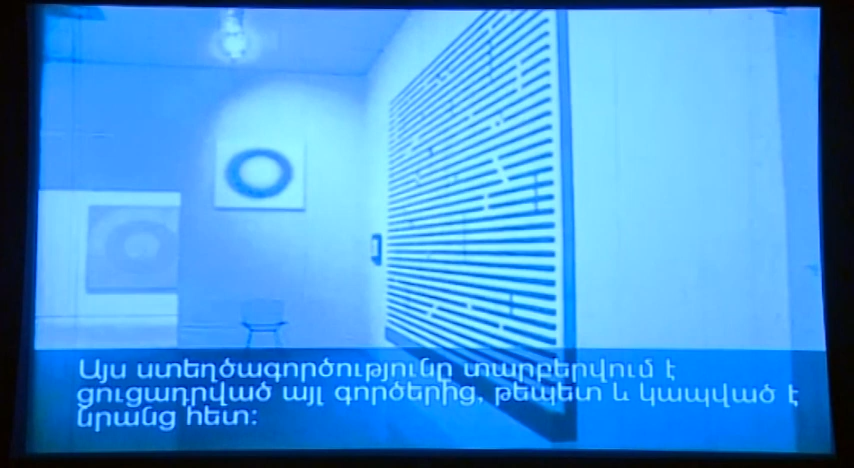 Այս ստեղծագործությունը տարբերվում է
ցուցադրված այլ գործերից, թեպետ և կապված է
նրանց հետ: